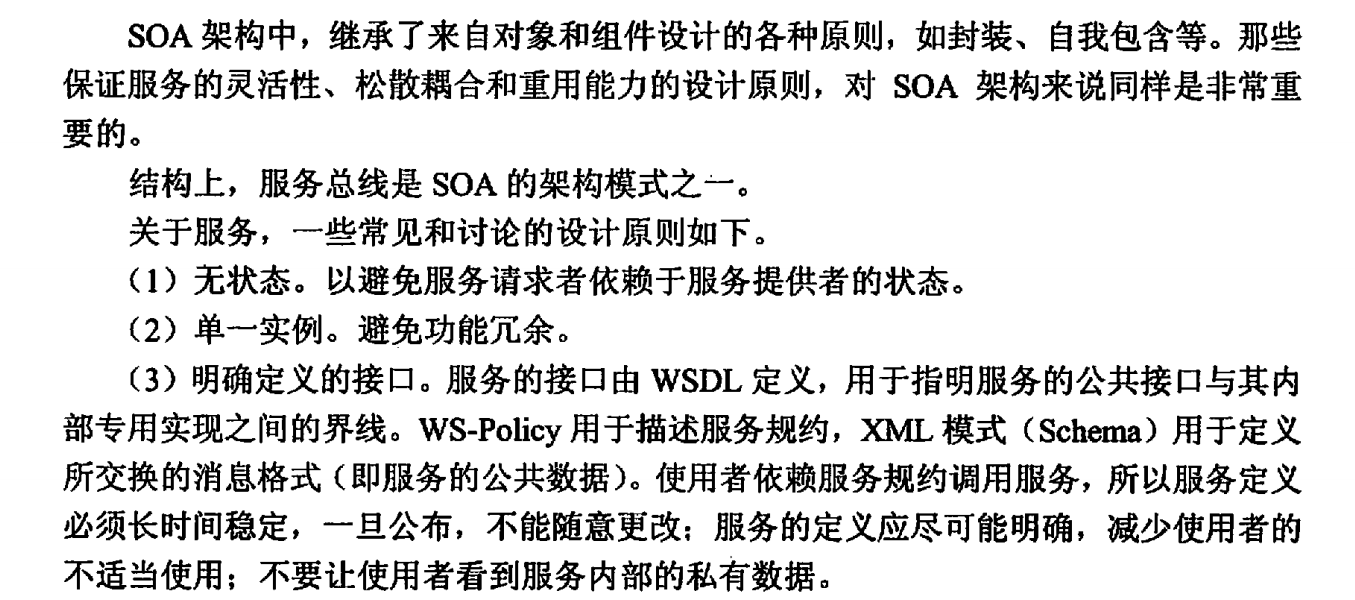 SOA 架构中，继承了来自对象和组件设计的各种原则，如封装、自我包含等。那些
保证服务的灵活性、松散耦合和重用能力的设计原则，对 SOA 架构来说同样是非常重
要的。
结构上，服务总线是 SOA 的架构模式之一。
关于服务，一些常见和讨论的设计原则如下。
（1）无状态。以避免服务请求者依赖于服务提供者的状态。
（2）单一实例。避免功能冗余。
（3）明确定义的接口。服务的接口由 WSDL 定义，用于指明服务的公共接口与其内
部专用实现之间的界线。WS-Policy 用于描述服务规约，XML 模式（Schema）用于定义
所交换的消息格式（即服务的公共数据）。使用者依赖服务规约调用服务，所以服务定义
必须长时间稳定，一旦公布，不能随意更改；服务的定义应尽可能明确，减少使用者的
不适当使用；不要让使用者看到服务内部的私有数据。